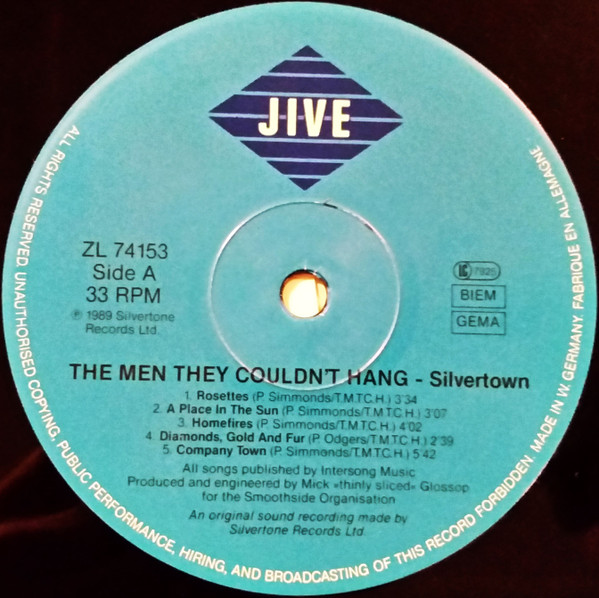 JIVE
ZL 74153
Side A
33 RPM
℗ 1989 Silvertone
Records Ltd.
LC 7925
BIEM
GEMA
THE MEN THEY COULDN'T HANG - Silvertown
1. Rosettes (P. Simmonds/T.M.T.C.H.) 3'34
2. A Place In The Sun (P. Simmonds/T.M.T.C.H.) 3'07
3. Homefires (P. Simmonds/T.M.T.C.H.) 4'02
4. Diamonds, Gold And Fur (P. Odgers/T.M.T.C.H.) 2'39
5. Company Town (P. Simmonds/T.M.T.C.H.) 5'42
All songs published by Intersong Music
Produced and engineered by Mick »thinly sliced« Glossop
for the Smoothside Organisation
An original sound recording made by
Silvertone Records Ltd.
ALL RIGHTS RESERVED. UNAUTHORISED COPYING, PUBLIC PERFORMANCE, HIRING, AND BROADCASTING OF THIS RECORD FORBIDDEN. MADE IN W. GERMANY. FABRIQUE EN ALLEMAGNE